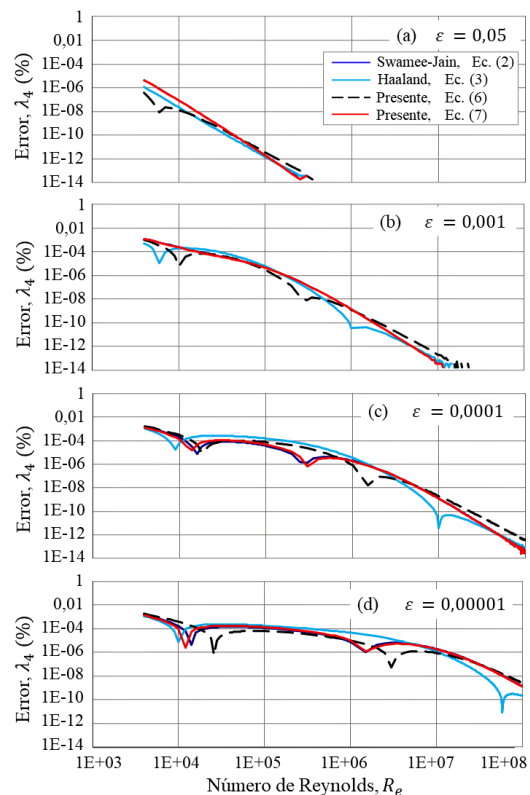 1
(a) ε = 0,05
0,01
1E-04
1E-06
1E-08
1E-10
1E-12
1E-14
Error, λ4 (%)
Swamee-Jain, Ec. (2)
Haaland, Ec. (3)
Presente, Ec. (6)
Presente, Ec. (7)
1
(b) ε = 0,001
0,01
1E-04
1E-06
1E-08
1E-10
1E-12
1E-14
Error, λ4 (%)
1
(c) ε = 0,0001
0,01
1E-04
1E-06
1E-08
1E-10
1E-12
1E-14
Error, λ4 (%)
1
(d) ε = 0,00001
0,01
1E-04
1E-06
1E-08
1E-10
1E-12
1E-14
Error, λ4 (%)
1E+03 1E+04 1E+05 1E+06 1E+07 1E+08
Número de Reynolds, Re